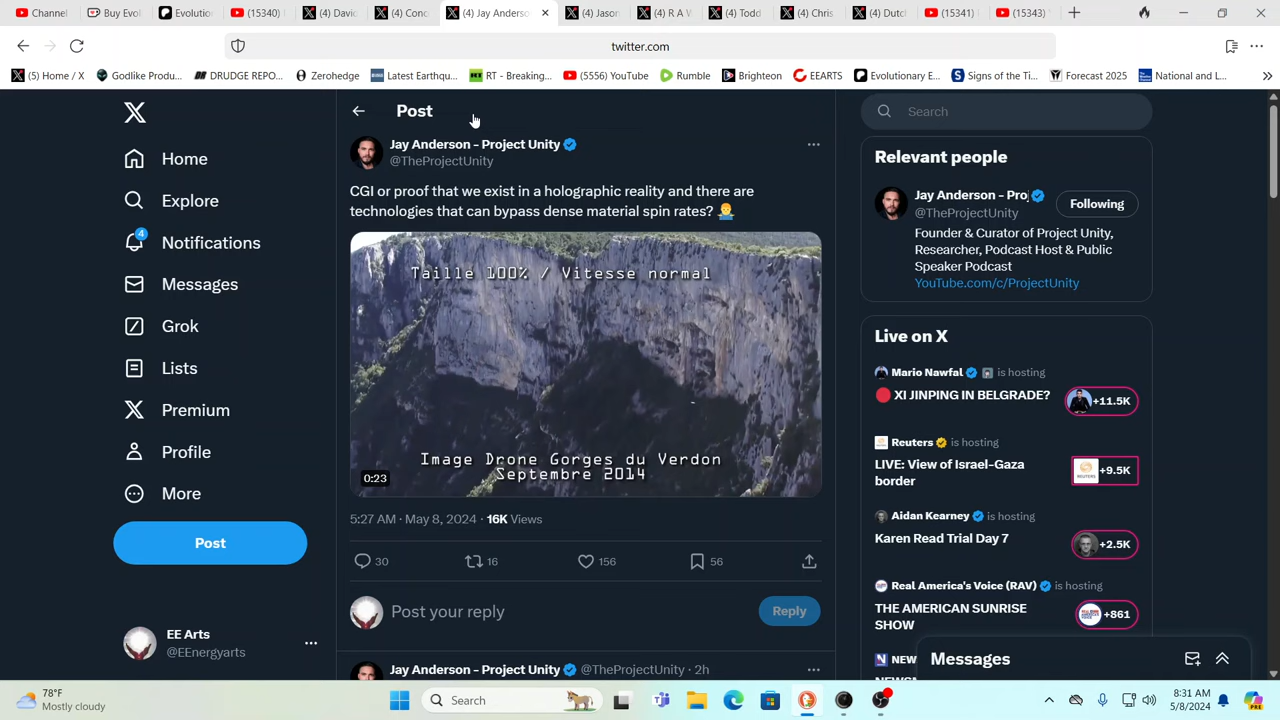 Channel
Buy Evol
Evolution
(15340)
(4) David
(4) Conc
(4) Jay Anderso
(4) Jason
(4) R A W
(4) Todd
(4) Chris
(4) Dutc
(15341)
(15343)
twitter.com
(5) Home / X
Godlike Produ...
DRUDGE REPO...
Zerohedge
Latest Earthqu...
RT - Breaking...
(5556) YouTube
Rumble
Brighteon
EEARTS
Evolutionary E...
Signs of the Ti...
Forecast 2025
National and L...
Home
Explore
4
Notifications
Messages
Grok
Lists
Premium
Profile
More
Post
EE Arts
@EEnergyarts
Post
Jay Anderson - Project Unity
@TheProjectUnity
CGI or proof that we exist in a holographic reality and there are
technologies that can bypass dense material spin rates?
Taille 100% / Vitesse normal
Image Drone Gorges du Verdon
Septembre 2014
0:23
5:27 AM · May 8, 2024 · 16K Views
30
16
156
56
Post your reply
Reply
Jay Anderson - Project Unity @TheProjectUnity · 2h
Search
Relevant people
Jay Anderson - Proj
@TheProjectUnity
Following
Founder & Curator of Project Unity,
Researcher, Podcast Host & Public
Speaker Podcast
YouTube.com/c/ProjectUnity
Live on X
Mario Nawfal is hosting
XI JINPING IN BELGRADE?
+11.5K
Reuters is hosting
LIVE: View of Israel-Gaza
border
+9.5K
Aidan Kearney is hosting
Karen Read Trial Day 7
+2.5K
Real America's Voice (RAV) is hosting
THE AMERICAN SUNRISE
SHOW
+861
NEW
Messages
78°F
Mostly cloudy
Search
8:31 AM
5/8/2024